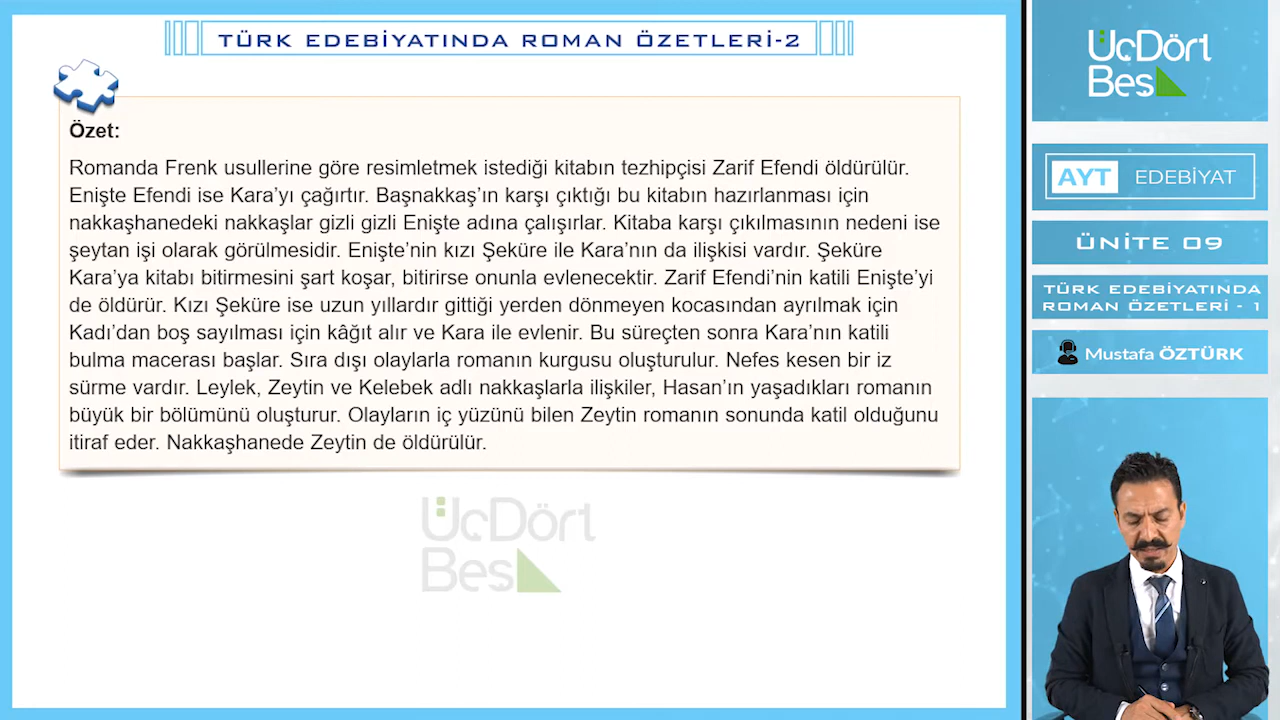 TÜRK EDEBİYATINDA ROMAN ÖZETLERİ-2
Özet:
Romanda Frenk usullerine göre resimletmek istediği kitabın tezhipçisi Zarif Efendi öldürülür.
Enişte Efendi ise Kara’yı çağırtır. Başnakkaş’ın karşı çıktığı bu kitabın hazırlanması için
nakkaşhanedeki nakkaşlar gizli gizli Enişte adına çalışırlar. Kitaba karşı çıkılmasının nedeni ise
şeytan işi olarak görülmesidir. Enişte’nin kızı Şeküre ile Kara’nın da ilişkisi vardır. Şeküre
Kara’ya kitabı bitirmesini şart koşar, bitirirse onunla evlenecektir. Zarif Efendi’nin katili Enişte’yi
de öldürür. Kızı Şeküre ise uzun yıllardır gittiği yerden dönmeyen kocasından ayrılmak için
Kadı’dan boş sayılması için kâğıt alır ve Kara ile evlenir. Bu süreçten sonra Kara’nın katili
bulma macerası başlar. Sıra dışı olaylarla romanın kurgusu oluşturulur. Nefes kesen bir iz
sürme vardır. Leylek, Zeytin ve Kelebek adlı nakkaşlarla ilişkiler, Hasan’ın yaşadıkları romanın
büyük bir bölümünü oluşturur. Olayların iç yüzünü bilen Zeytin romanın sonunda katil olduğunu
itiraf eder. Nakkaşhanede Zeytin de öldürülür.
ÜçDört
Beş
ÜçDört
Beş
AYT EDEBİYAT
ÜNİTE 09
TÜRK EDEBİYATINDA
ROMAN ÖZETLERİ - 1
Mustafa ÖZTÜRK